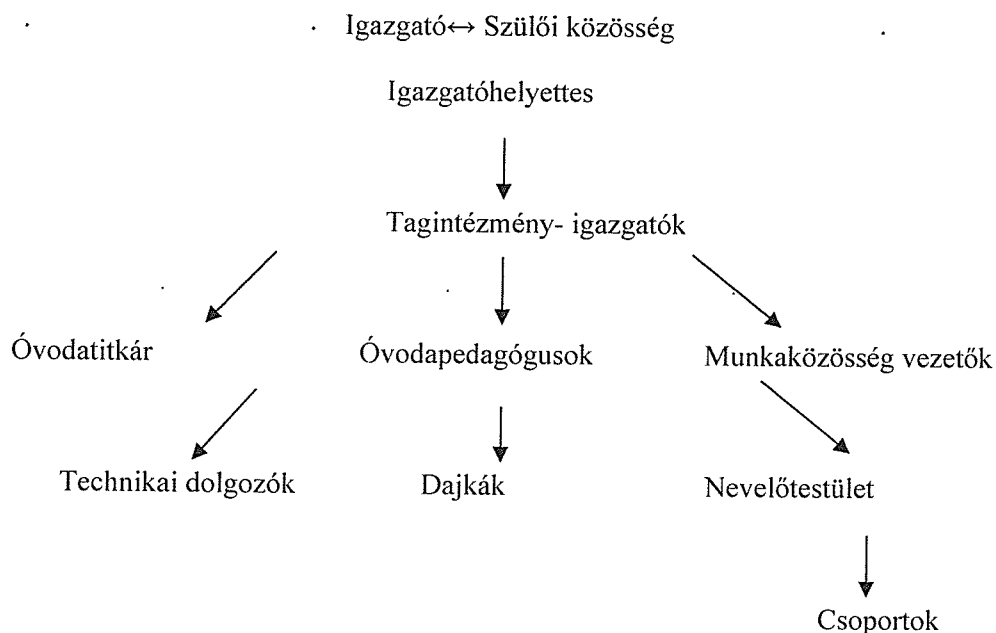 Igazgató↔ Szülői közösség
Igazgatóhelyettes
Tagintézmény- igazgatók
Óvodatitkár
Óvodapedagógusok
Munkaközösség vezetők
Technikai dolgozók
Dajkák
Nevelőtestület
Csoportok